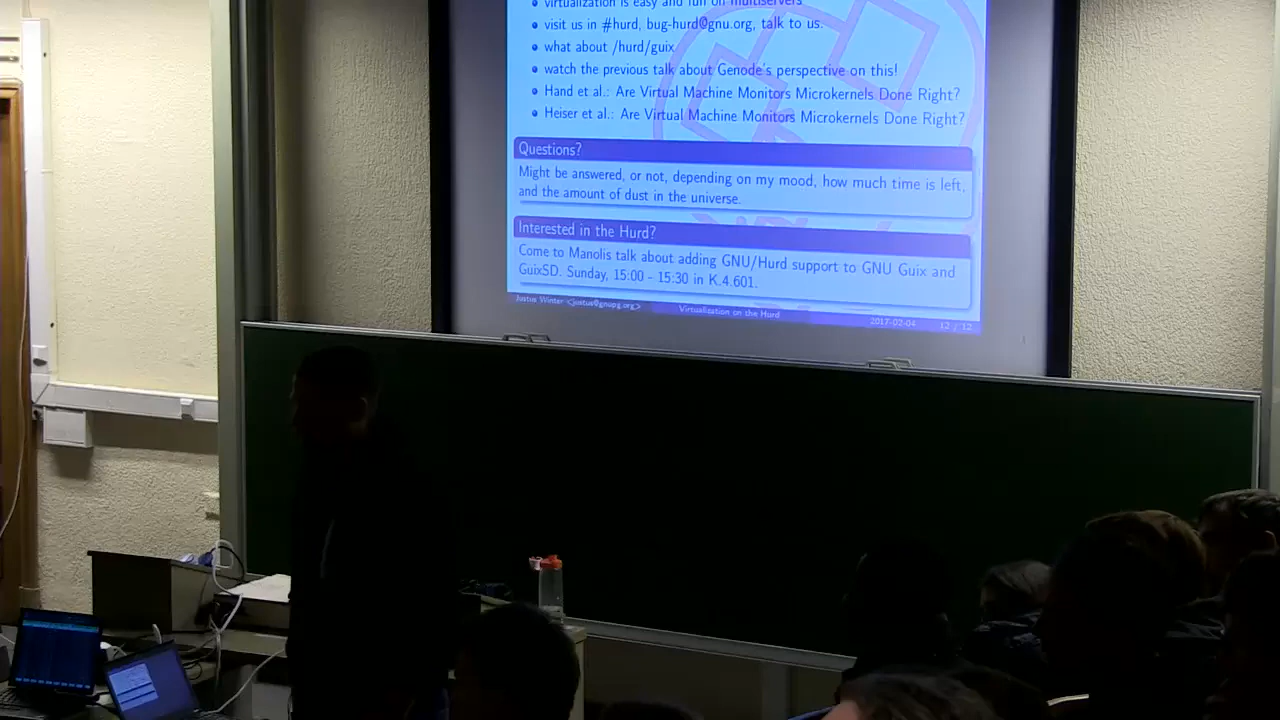 virtualization is easy and fun on multiservers
visit us in #hurd, bug-hurd@gnu.org, talk to us.
what about /hurd/guix
watch the previous talk about Genode's perspective on this!
Hand et al.: Are Virtual Machine Monitors Microkernels Done Right?
Heiser et al.: Are Virtual Machine Monitors Microkernels Done Right?
Questions?
Might be answered, or not, depending on my mood, how much time is left,
and the amount of dust in the universe.
Interested in the Hurd?
Come to Manolis talk about adding GNU/Hurd support to GNU Guix and
GuixSD. Sunday, 15:00 - 15:30 in K.4.601.
Justus Winter <justus@gnupg.org> Virtualization on the Hurd 2017-02-04 12 / 12